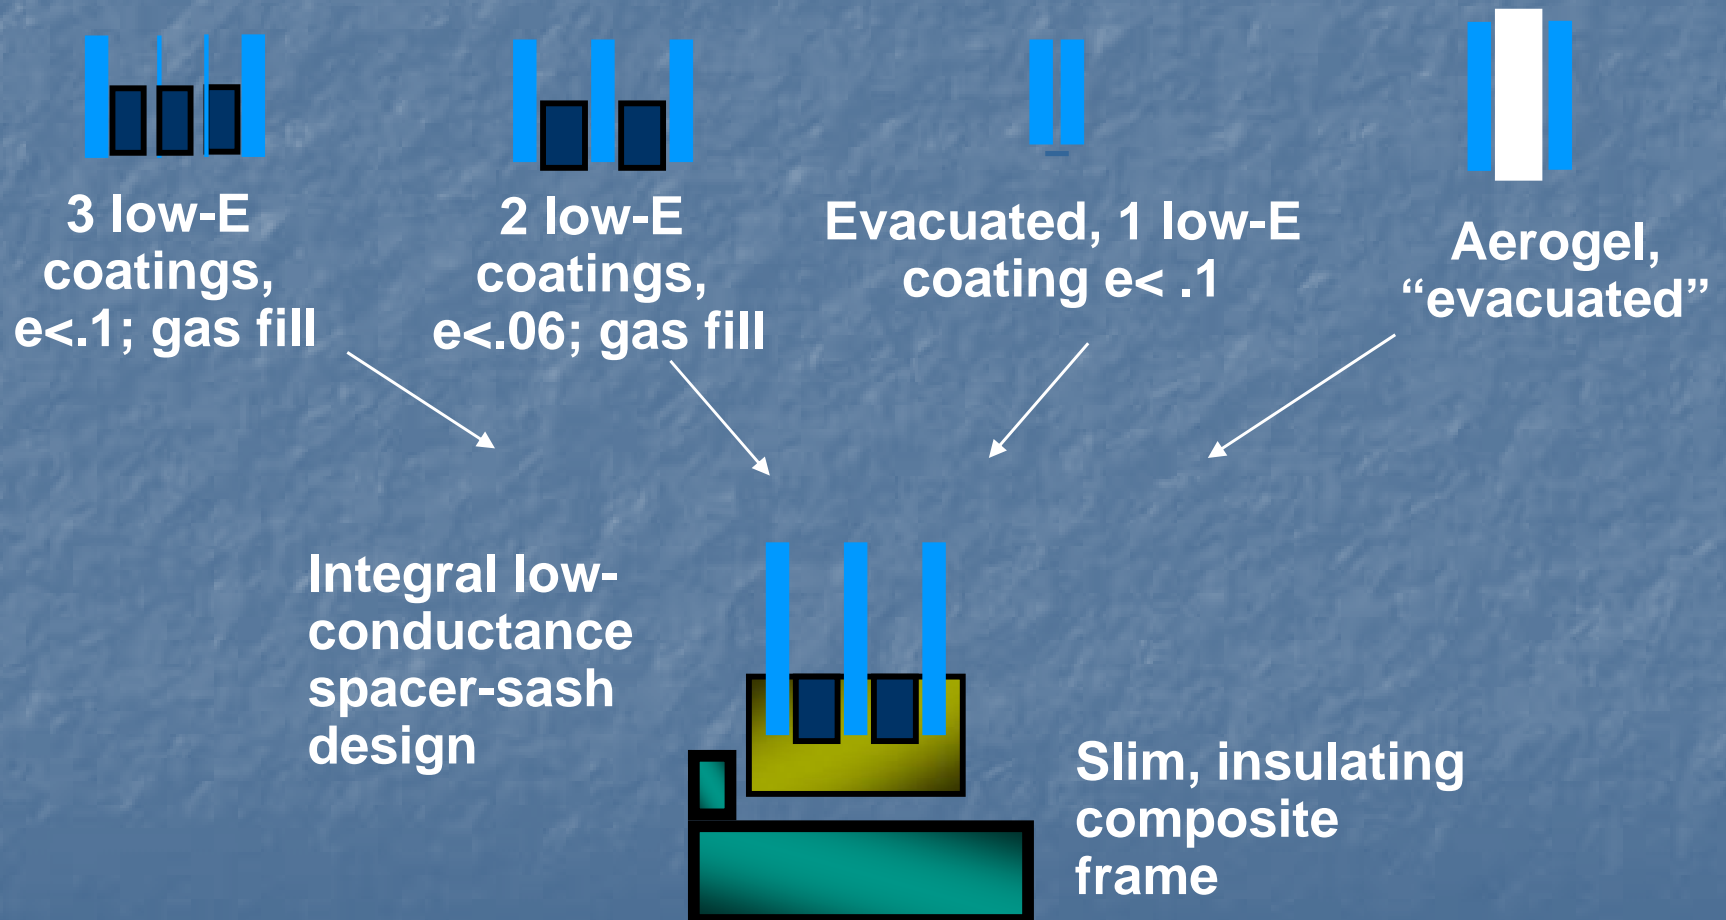 3 low-E
coatings,
e<.1; gas fill
2 low-E
coatings,
e<.06; gas fill
Evacuated, 1 low-E
coating e< .1
Aerogel,
“evacuated”
Integral low-
conductance
spacer-sash
design
Slim, insulating
composite
frame